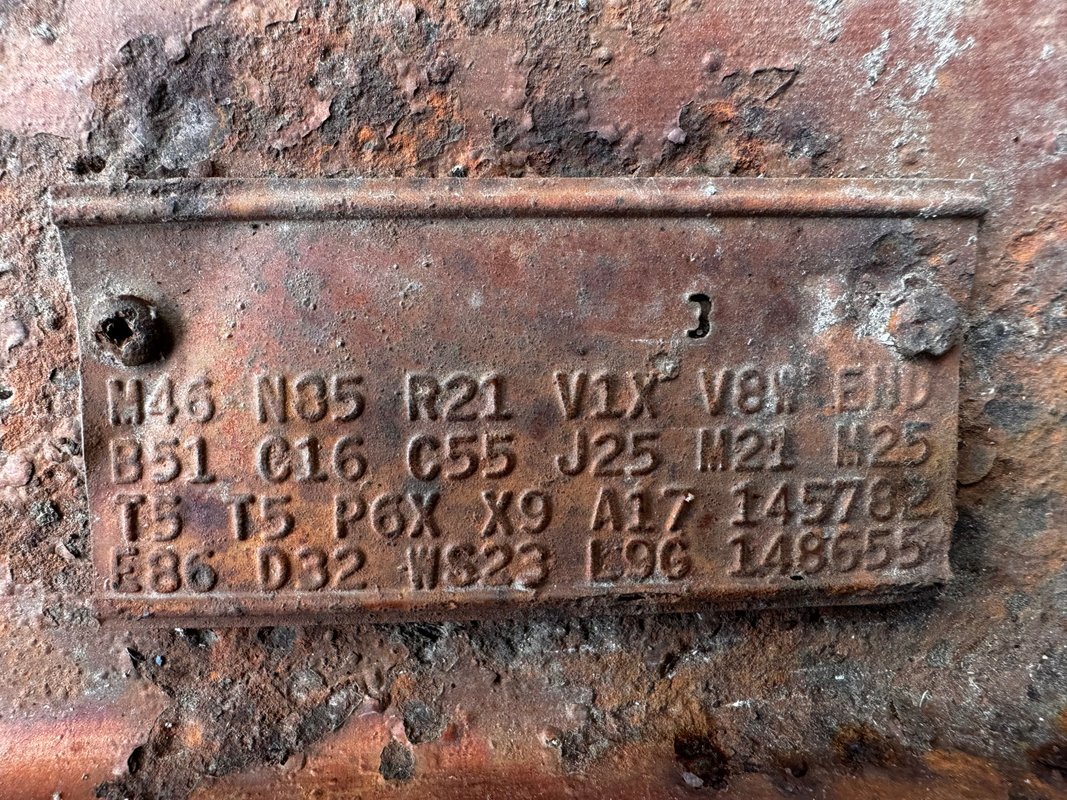 M46 N85 R21 V1X V8W END
B51 C16 C55 J25 M21 M25
T5 T5 P6X X9 A17 145782
E86 D32 WS23 L9G 148655